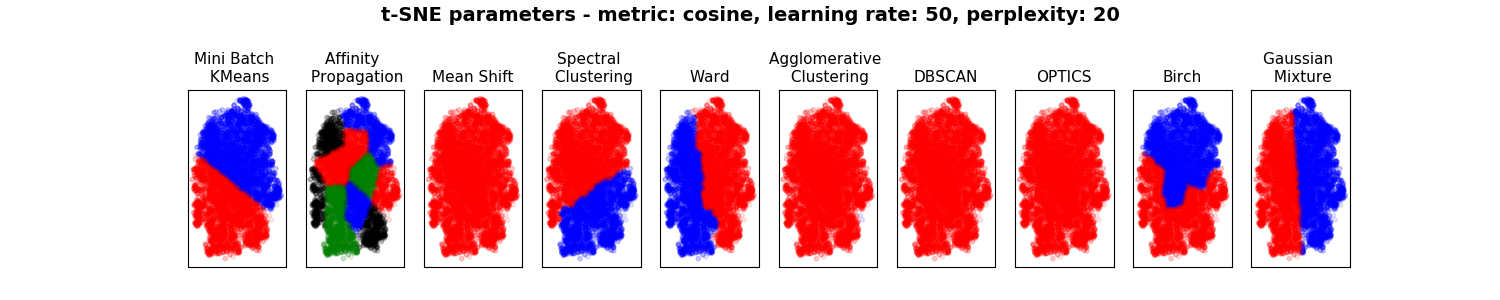 t-SNE parameters - metric: cosine, learning rate: 50, perplexity: 20
Mini Batch
KMeans
Affinity
Propagation
Mean Shift
Spectral
Clustering
Ward
Agglomerative
Clustering
DBSCAN
OPTICS
Birch
Gaussian
Mixture